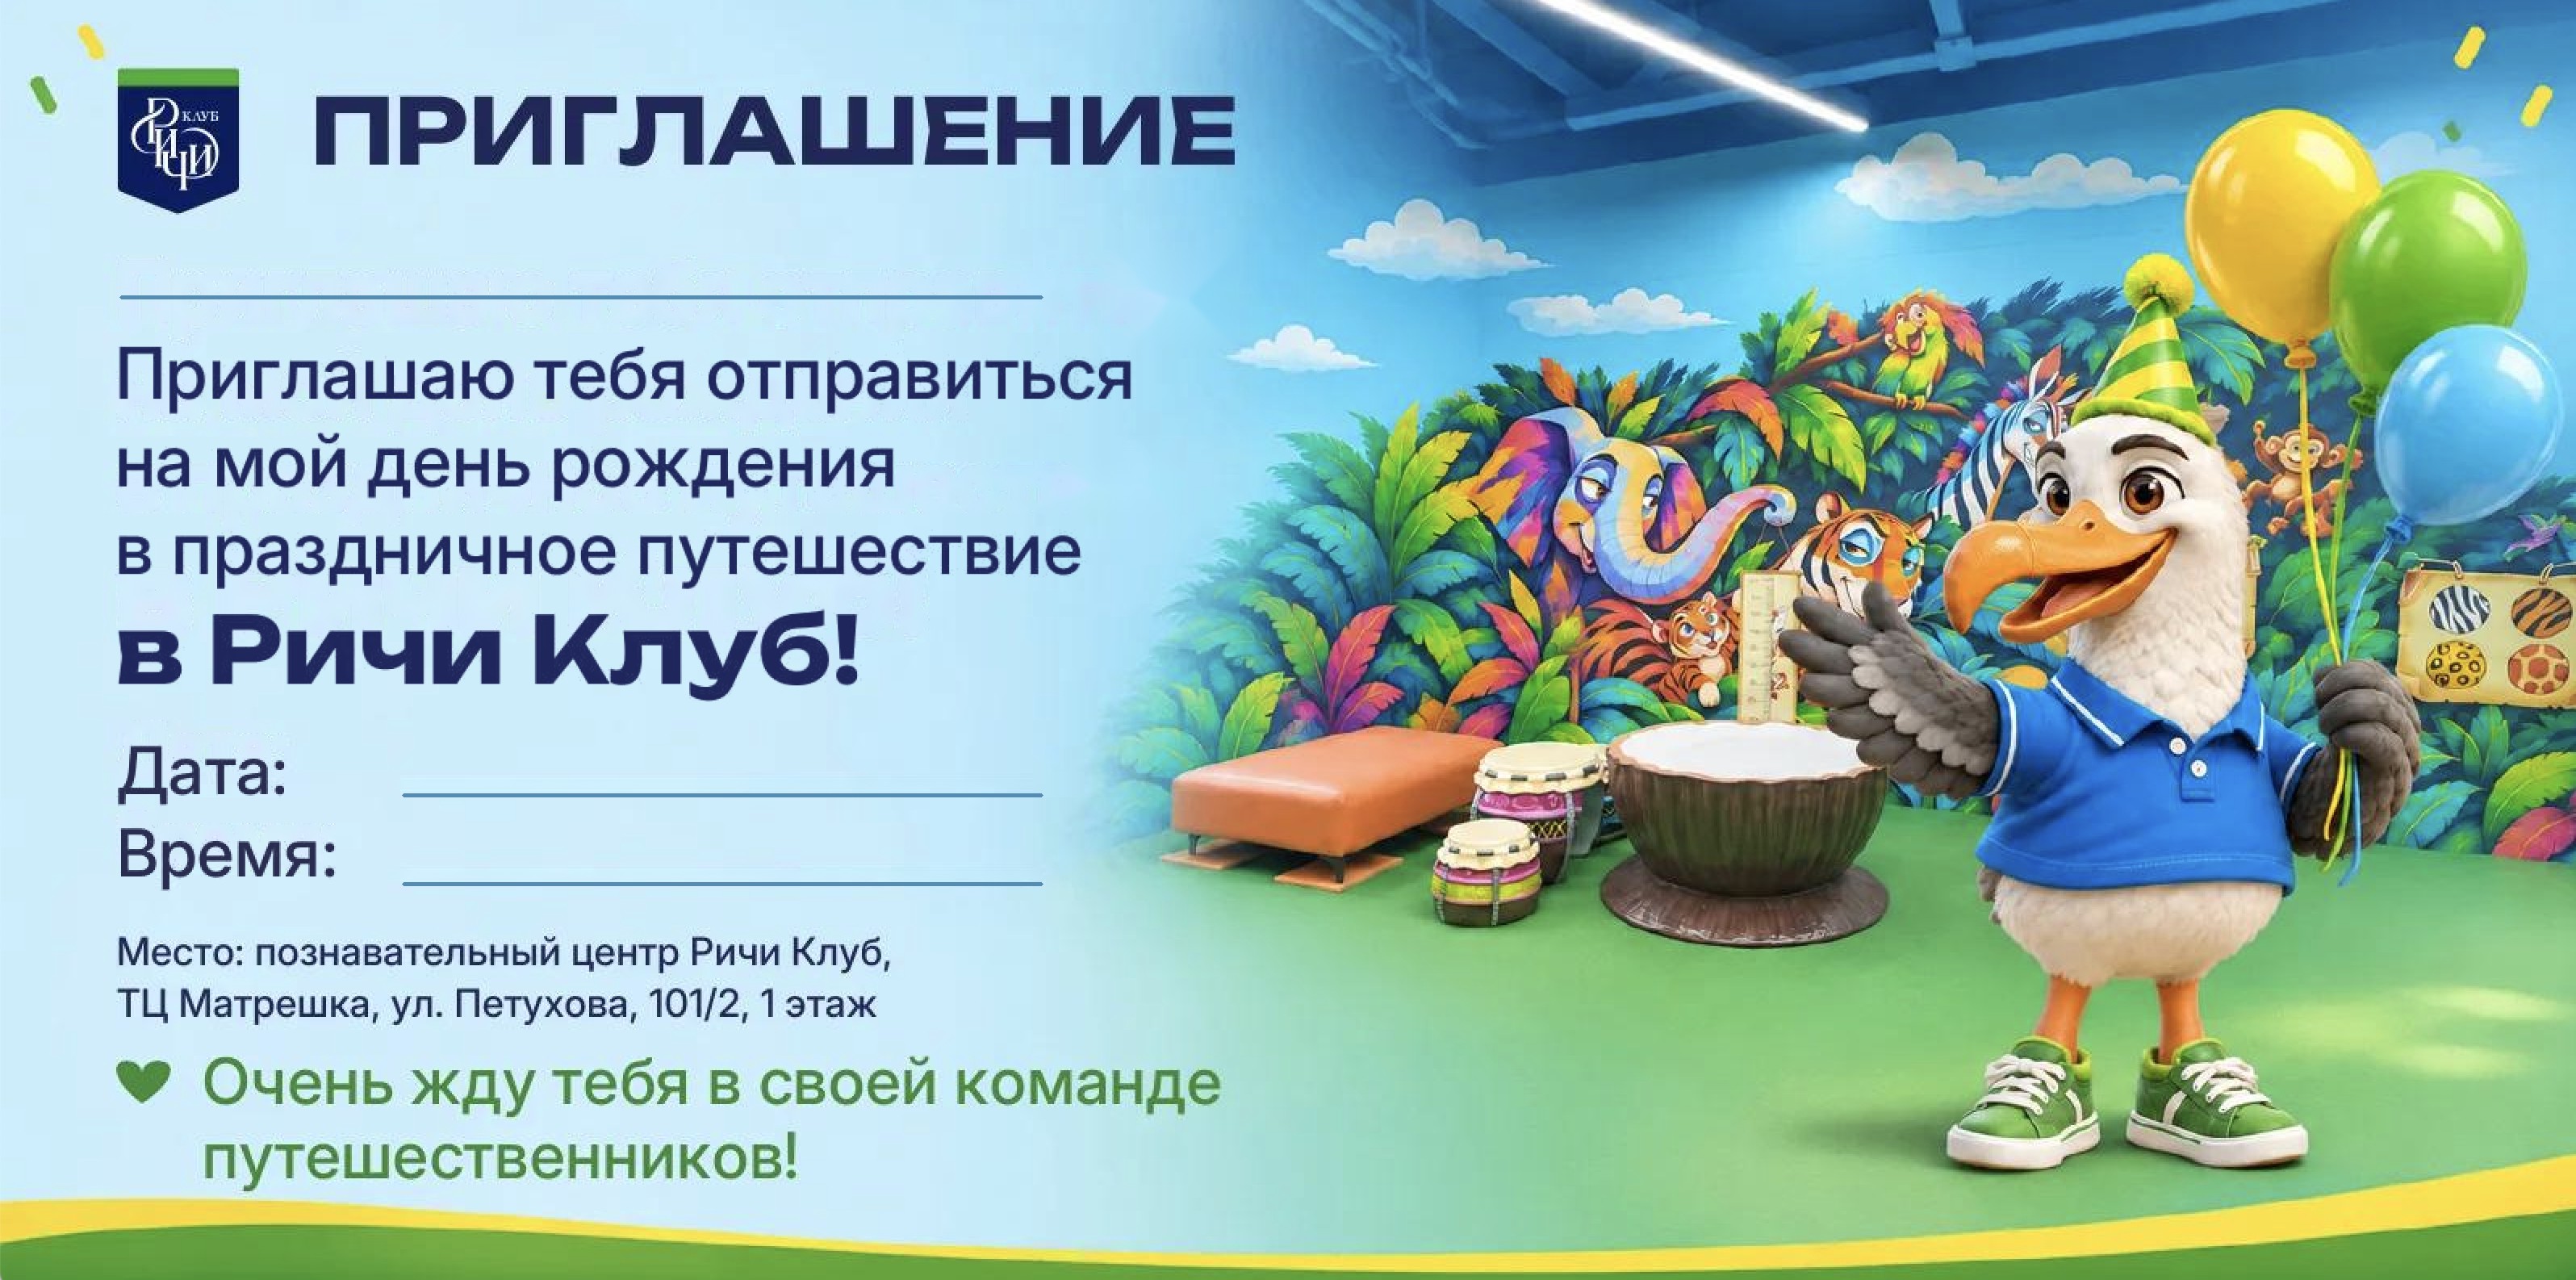 РИЧИ КЛУБ
ПРИГЛАШЕНИЕ
Приглашаю тебя отправиться
на мой день рождения
в праздничное путешествие
в Ричи Клуб!
Дата:
Время:
Место: познавательный центр Ричи Клуб,
ТЦ Матрешка, ул. Петухова, 101/2, 1 этаж
Очень жду тебя в своей команде
путешественников!